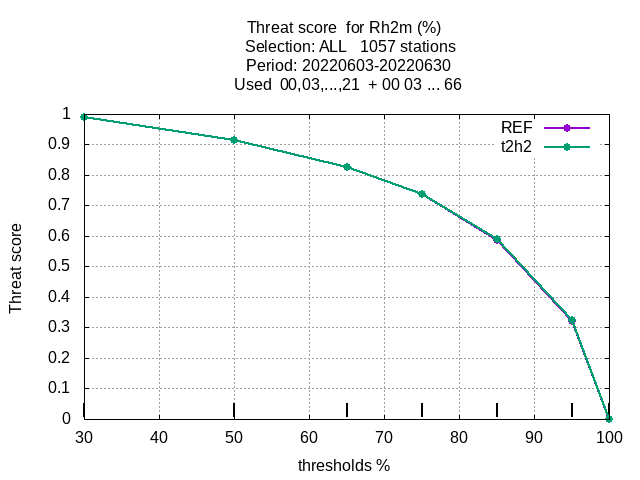 Threat score  for Rh2m (%)
Selection: ALL   1057 stations
Period: 20220603-20220630
Used  00,03,...,21  + 00 03 ... 66
REF
t2h2
1
0.9
0.8
0.7
0.6
0.5
0.4
0.3
0.2
0.1
0
Threat score
30 40 50 60 70 80 90 100
thresholds %